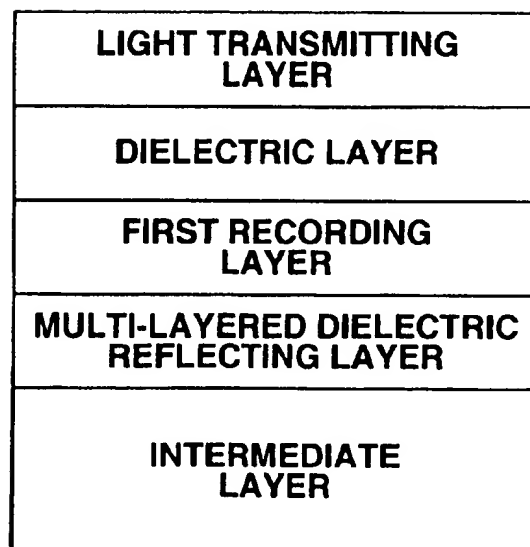 LIGHT TRANSMITTING
LAYER
DIELECTRIC LAYER
FIRST RECORDING
LAYER
MULTI-LAYERED DIELECTRIC
REFLECTING LAYER
INTERMEDIATE
LAYER